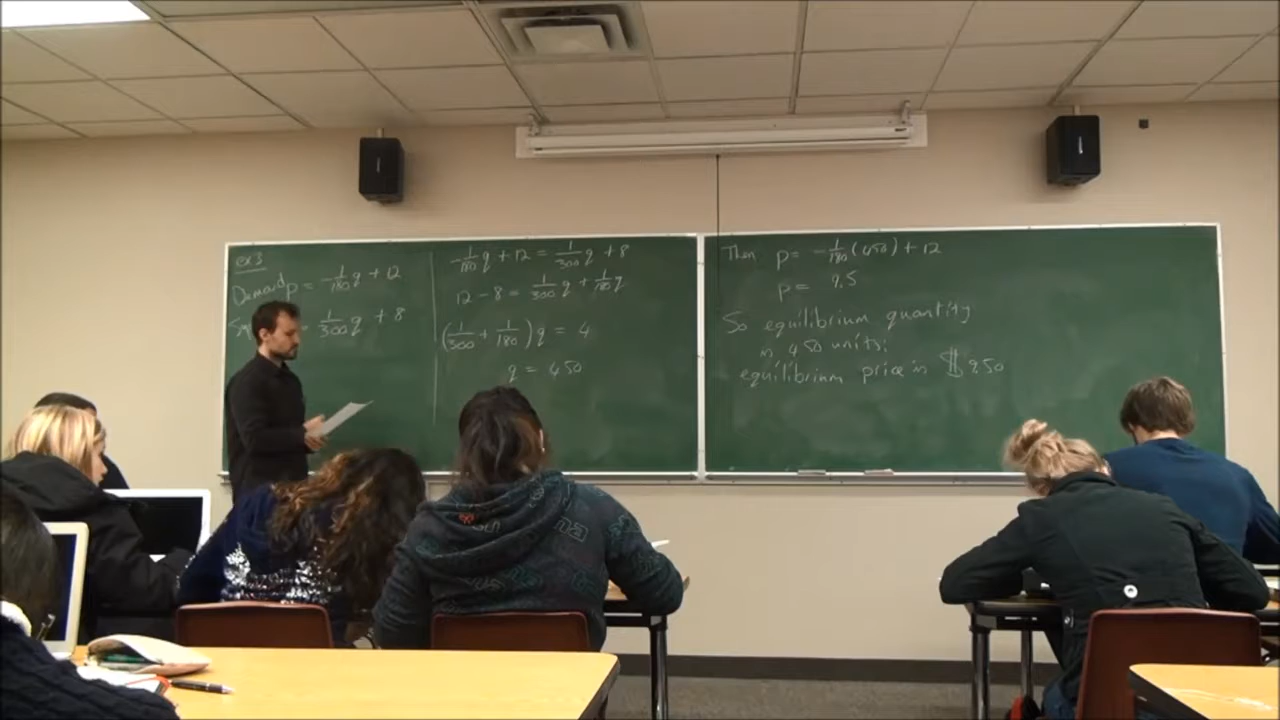 ex 3
Demand p = -1/180 q + 12
= 1/300 q + 8
-1/180 q + 12 = 1/300 q + 8
12 - 8 = 1/300 q + 1/180 q
(1/300 + 1/180) q = 4
q = 450
Then p = -1/180 (450) + 12
p = 9.5
So equilibrium quantity
is 450 units;
equilibrium price is $9.50